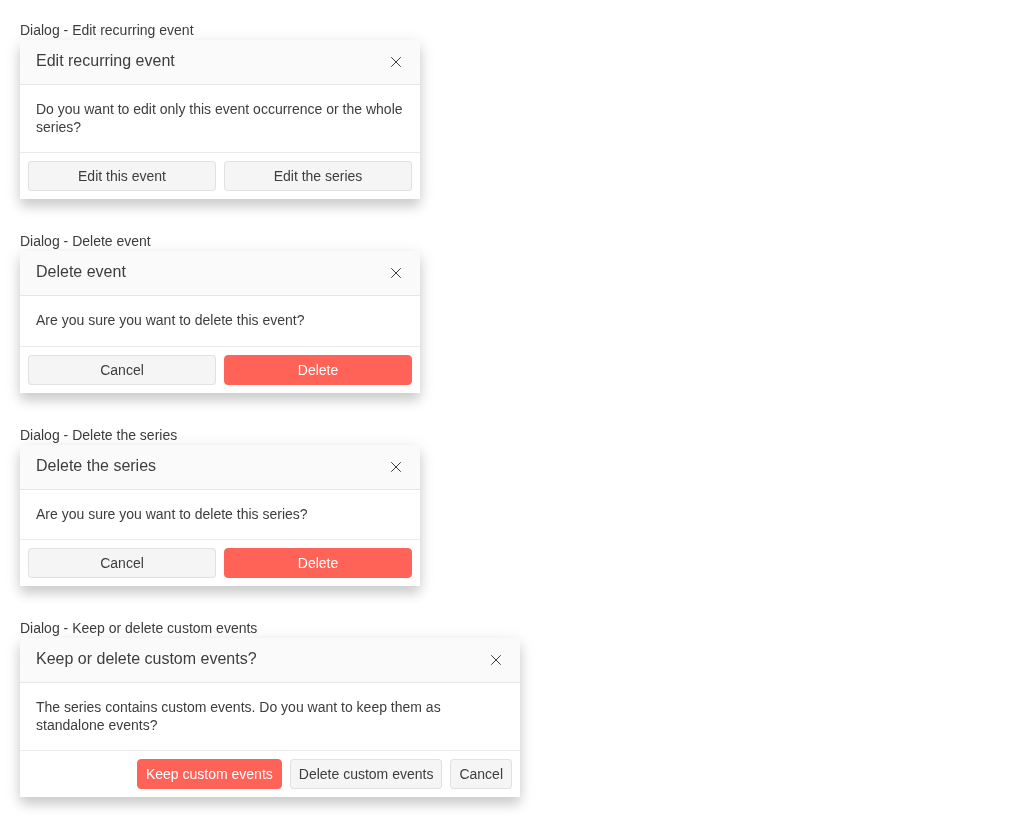 Dialog - Edit recurring event
Edit recurring event
Do you want to edit only this event occurrence or the whole
series?
Edit this event Edit the series
Dialog - Delete event
Delete event
Are you sure you want to delete this event?
Cancel Delete
Dialog - Delete the series
Delete the series
Are you sure you want to delete this series?
Cancel Delete
Dialog - Keep or delete custom events
Keep or delete custom events?
The series contains custom events. Do you want to keep them as
standalone events?
Keep custom events Delete custom events Cancel